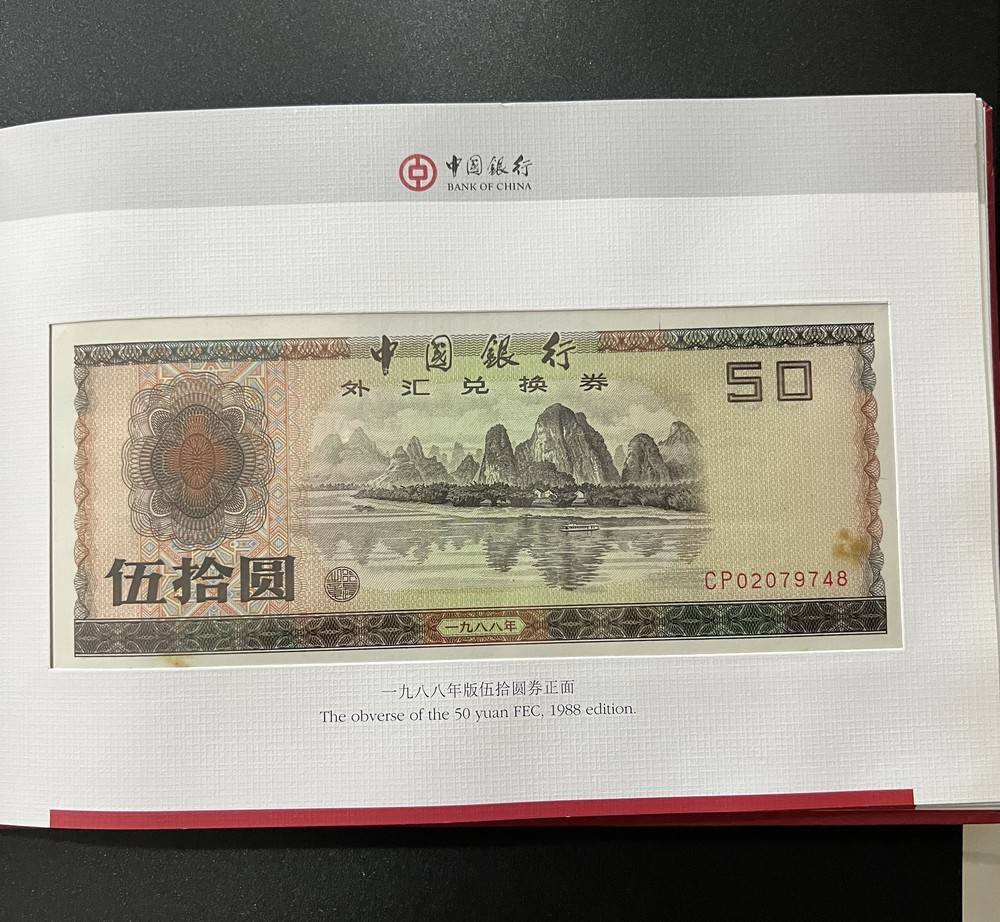 中国銀行
BANK OF CHINA
中国銀行
外汇兑换券
50
伍拾圆
CP02079748
一九八八年
一九八八年版伍拾圆券正面
The obverse of the 50 yuan FEC, 1988 edition.